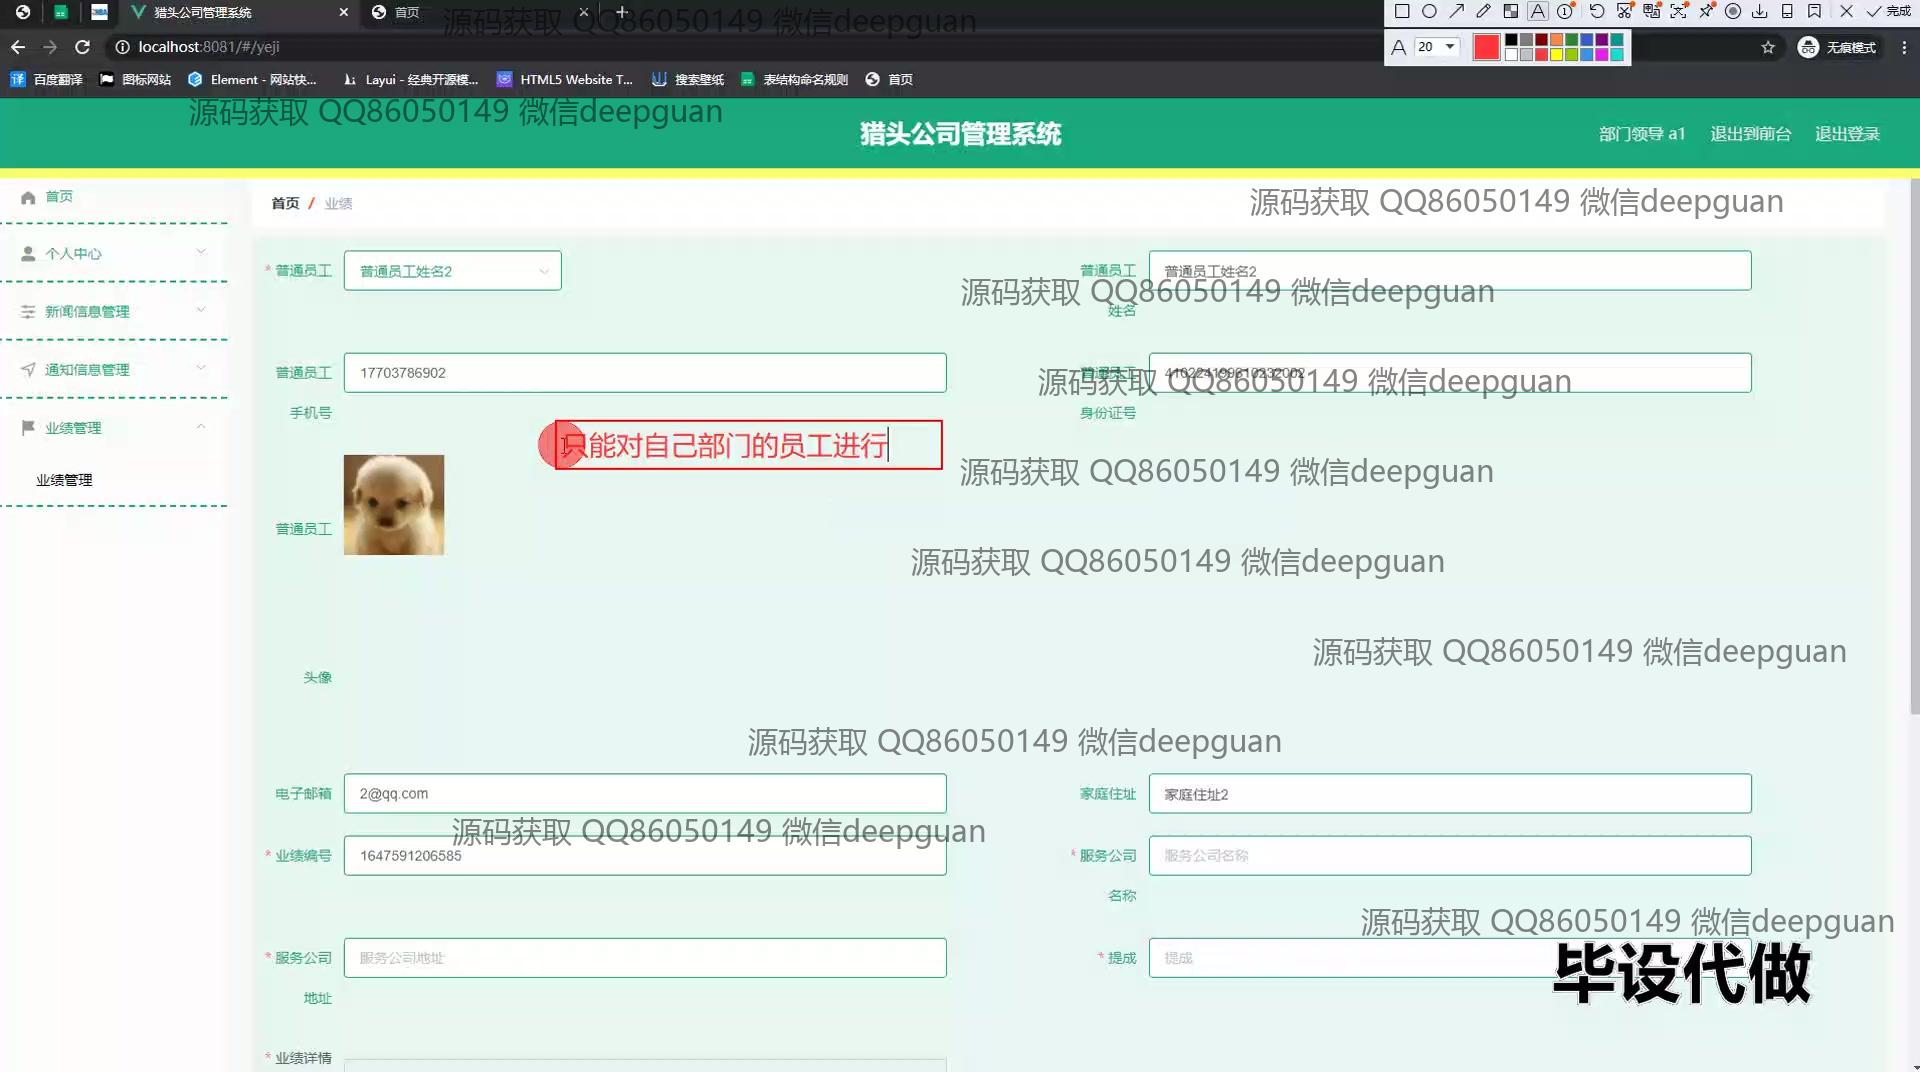 猎头公司管理系统
首页
源码获取 QQ86050149 微信deepguan
20
完成
localhost:8081/#/yeji
无痕模式
百度翻译
图标网站
Element - 网站快...
Layui - 经典开源模...
HTML5 Website T...
搜索壁纸
表结构命名规则
首页
源码获取 QQ86050149 微信deepguan
猎头公司管理系统
部门领导 a1
退出到前台
退出登录
首页
首页 / 业绩
源码获取 QQ86050149 微信deepguan
个人中心
* 普通员工
普通员工姓名2
普通员工
姓名
普通员工姓名2
源码获取 QQ86050149 微信deepguan
新闻信息管理
通知信息管理
普通员工
手机号
17703786902
普通员工
身份证号
源码获取 QQ86050149 微信deepguan
业绩管理
只能对自己部门的员工进行
业绩管理
源码获取 QQ86050149 微信deepguan
普通员工
头像
源码获取 QQ86050149 微信deepguan
源码获取 QQ86050149 微信deepguan
源码获取 QQ86050149 微信deepguan
电子邮箱
2@qq.com
家庭住址
家庭住址2
源码获取 QQ86050149 微信deepguan
* 业绩编号
1647591206585
* 服务公司
名称
服务公司名称
源码获取 QQ86050149 微信deepguan
* 服务公司
地址
服务公司地址
* 提成
提成
毕设代做
* 业绩详情